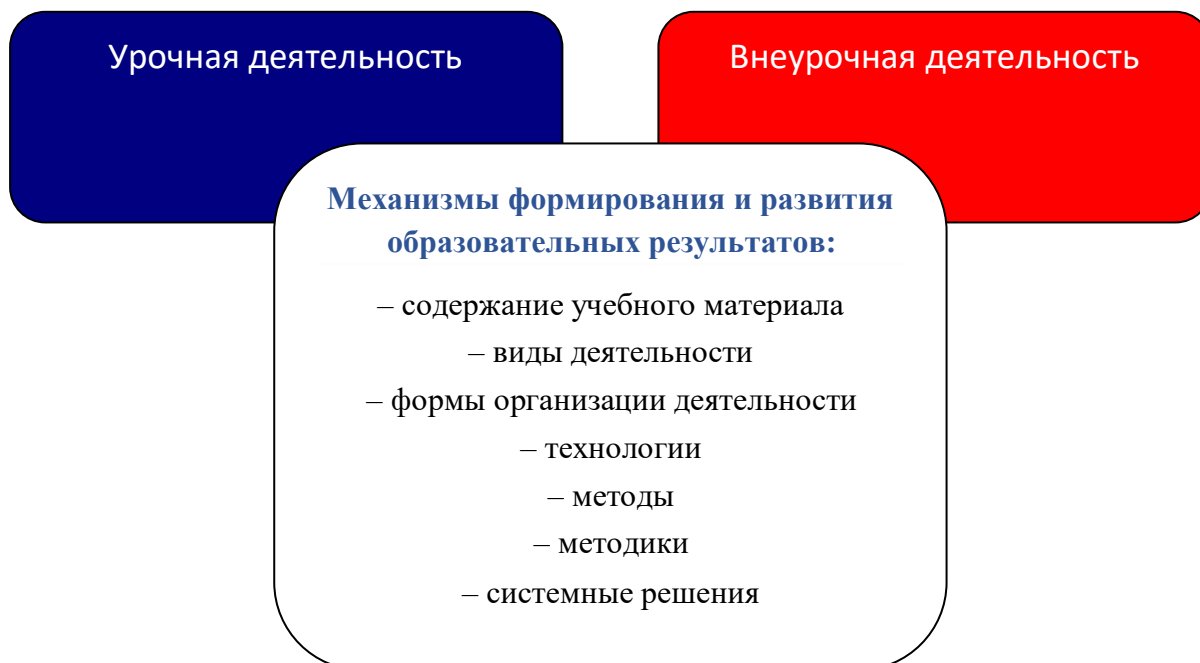 Урочная деятельность
Внеурочная деятельность
Механизмы формирования и развития
образовательных результатов:
– содержание учебного материала
– виды деятельности
– формы организации деятельности
– технологии
– методы
– методики
– системные решения